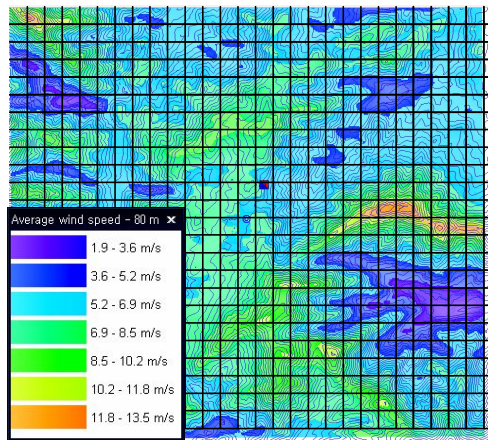 Average wind speed - 80 m ×
1.9 - 3.6 m/s
3.6 - 5.2 m/s
5.2 - 6.9 m/s
6.9 - 8.5 m/s
8.5 - 10.2 m/s
10.2 - 11.8 m/s
11.8 - 13.5 m/s